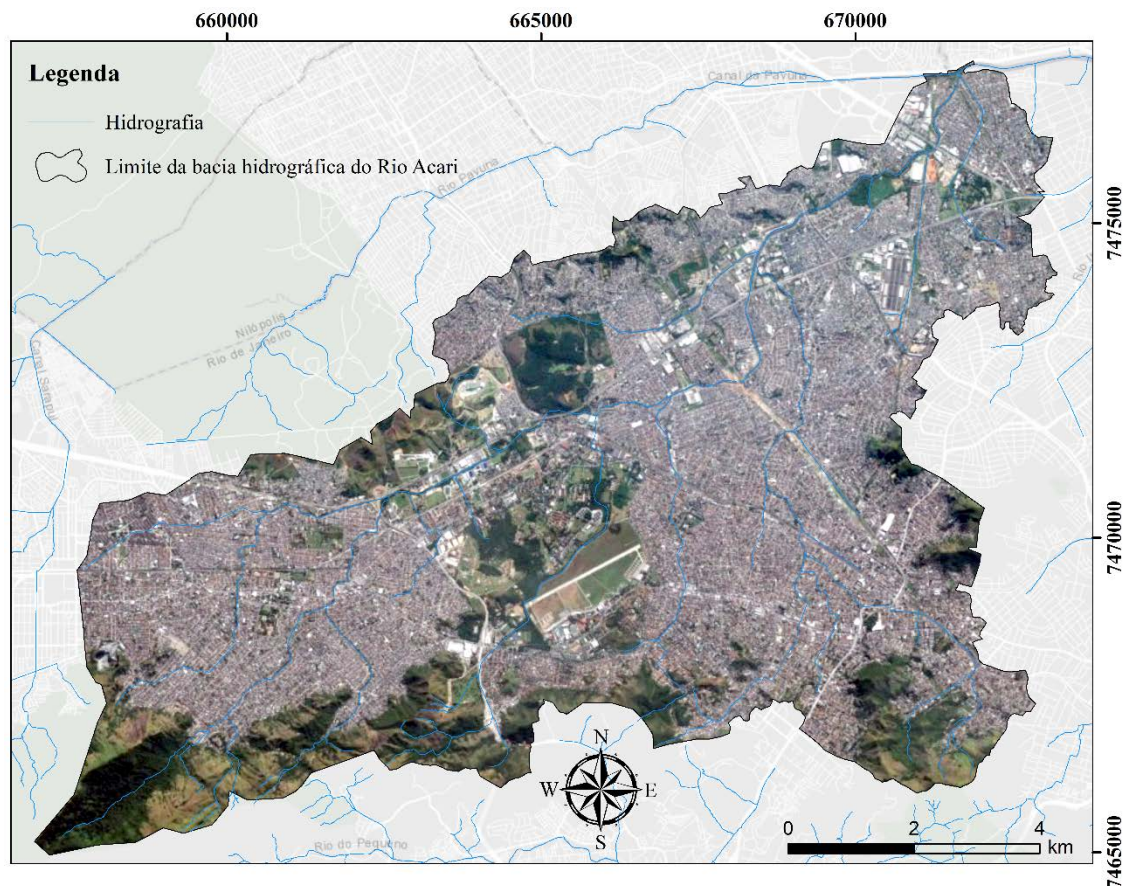 660000
665000
670000
Legenda
Hidrografia
Limite da bacia hidrográfica do Rio Acari
Canal da Pavuna
Rio Pavuna
7475000
Nilópolis
Rio de Janeiro
Canal Sarapuí
7470000
N
W
E
S
0
2
4
Rio do Pequeno
7465000